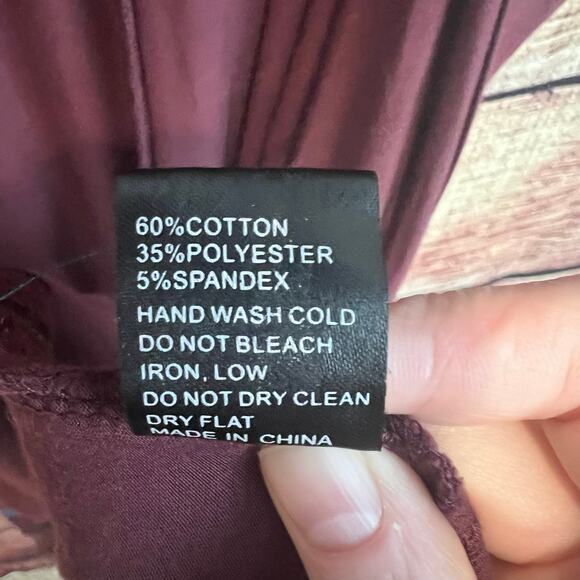 60%COTTON
35%POLYESTER
5%SPANDEX
HAND WASH COLD
DO NOT BLEACH
IRON, LOW
DO NOT DRY CLEAN
DRY FLAT
MADE IN CHINA